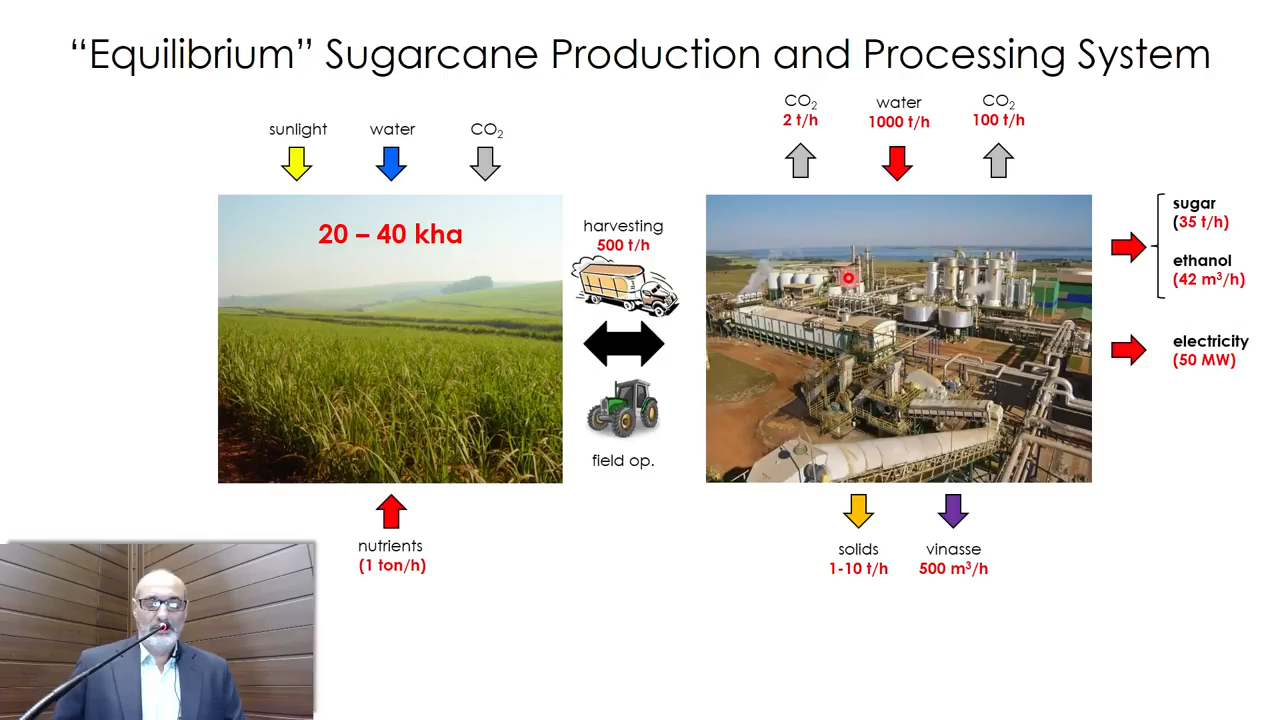 “Equilibrium” Sugarcane Production and Processing System
sunlight
water
CO₂
20 – 40 kha
nutrients
(1 ton/h)
harvesting
500 t/h
field op.
CO₂
2 t/h
water
1000 t/h
CO₂
100 t/h
sugar
(35 t/h)
ethanol
(42 m³/h)
electricity
(50 MW)
solids
1-10 t/h
vinasse
500 m³/h